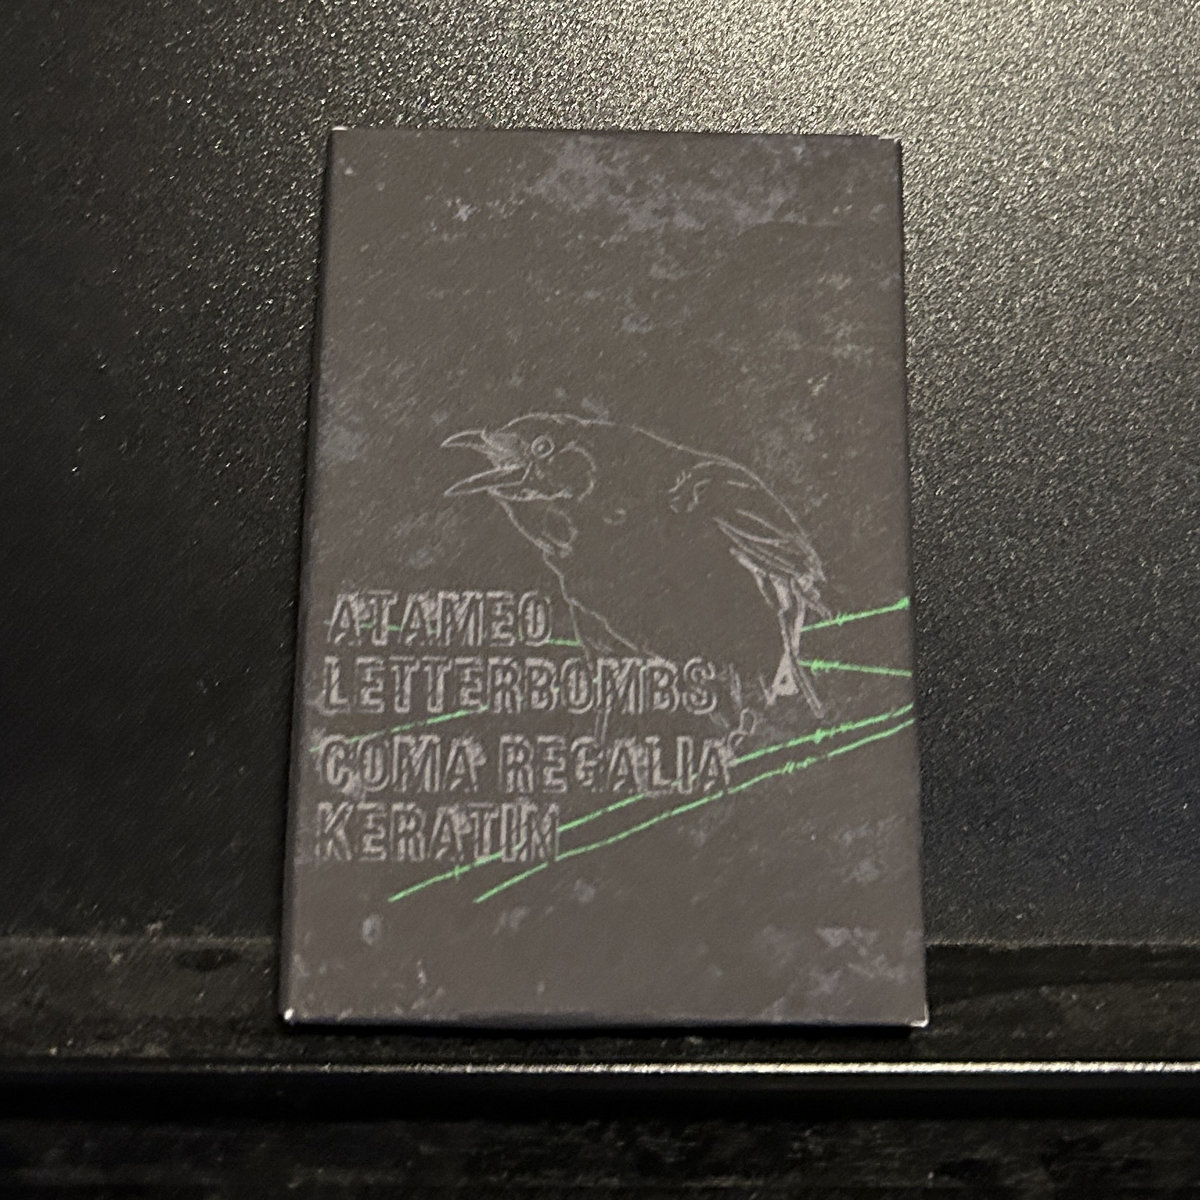 ATAMEO
LETTERBOMBS
COMA REGALIA
KERATIN